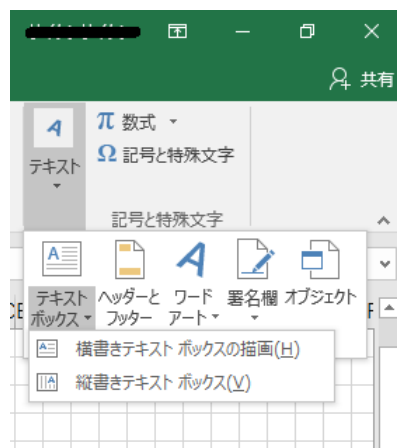 共有
テキスト
π 数式
Ω 記号と特殊文字
記号と特殊文字
テキスト
ボックス
ヘッダーと
フッター
ワード
アート
署名欄
オブジェクト
横書きテキスト ボックスの描画(H)
縦書きテキスト ボックス(V)